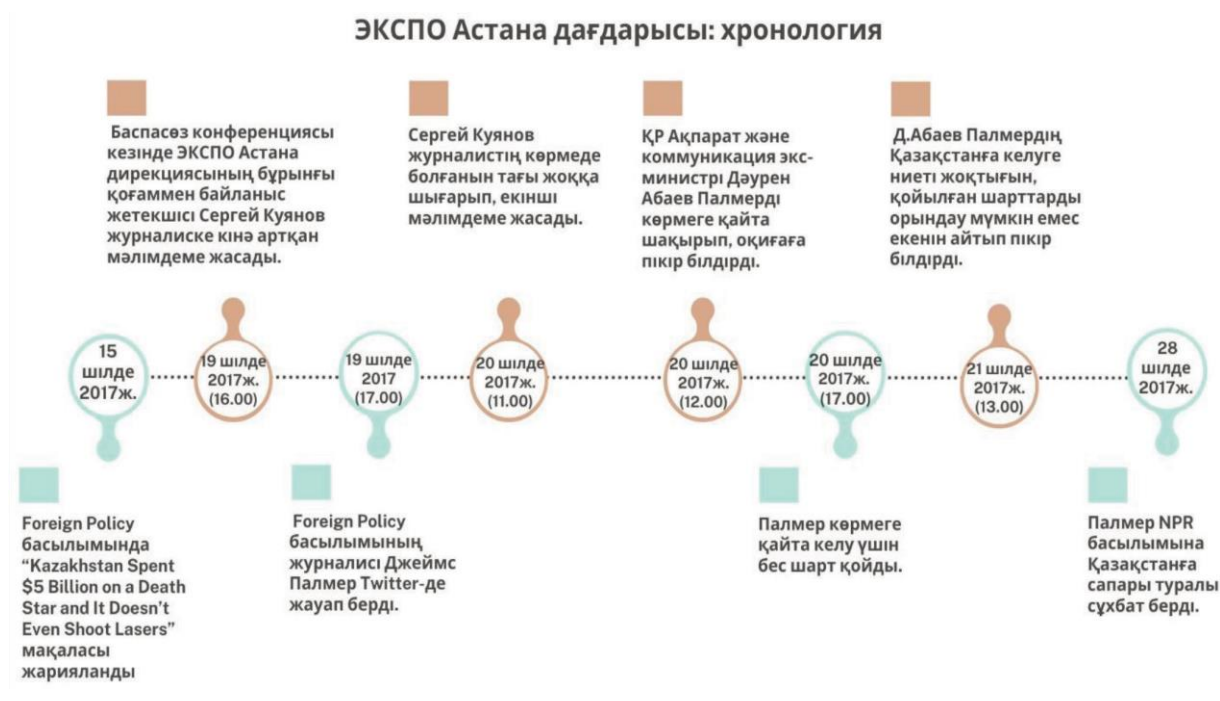 ЭКСПО Астана дағдарысы: хронология
Баспасөз конференциясы
кезінде ЭКСПО Астана
дирекциясының бұрынғы
қоғаммен байланыс
жетекшісі Сергей Куянов
журналиске кінә артқан
мәлімдеме жасады.
Сергей Куянов
журналистің көрмеде
болғанын тағы жоққа
шығарып, екінші
мәлімдеме жасады.
ҚР Ақпарат және
коммуникация экс-
министрі Дәурен
Абаев Палмерді
көрмеге қайта
шақырып, оқиғаға
пікір білдірді.
Д.Абаев Палмердің
Қазақстанға келуге
ниеті жоқтығын,
қойылған шарттарды
орындау мүмкін емес
екенін айтып пікір
білдірді.
15
шілде
2017ж.
19 шілде
2017ж.
(16.00)
19 шілде
2017
(17.00)
20 шілде
2017ж.
(11.00)
20 шілде
2017ж.
(12.00)
20 шілде
2017ж.
(17.00)
21 шілде
2017ж.
(13.00)
28
шілде
2017ж.
Foreign Policy
басылымында
“Kazakhstan Spent
$5 Billion on a Death
Star and It Doesn’t
Even Shoot Lasers”
мақаласы
жарияланды
Foreign Policy
басылымының
журналисі Джеймс
Палмер Twitter-де
жауап берді.
Палмер көрмеге
қайта келу үшін
бес шарт қойды.
Палмер NPR
басылымына
Қазақстанға
сапары туралы
сұхбат берді.